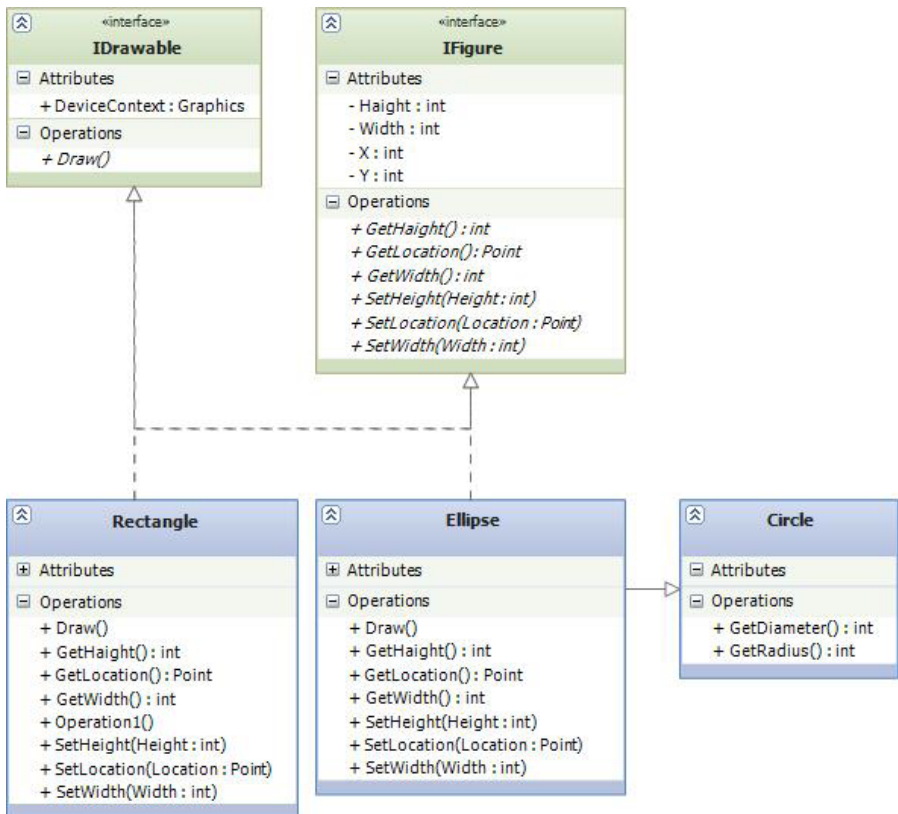 «interface»
IDrawable
Attributes
+ DeviceContext : Graphics
Operations
+ Draw()
«interface»
IFigure
Attributes
- Haight : int
- Width : int
- X : int
- Y : int
Operations
+ GetHaight() : int
+ GetLocation() : Point
+ GetWidth() : int
+ SetHeight(Height : int)
+ SetLocation(Location : Point)
+ SetWidth(Width : int)
Rectangle
Attributes
Operations
+ Draw()
+ GetHaight() : int
+ GetLocation() : Point
+ GetWidth() : int
+ Operation1()
+ SetHeight(Height : int)
+ SetLocation(Location : Point)
+ SetWidth(Width : int)
Ellipse
Attributes
Operations
+ Draw()
+ GetHaight() : int
+ GetLocation() : Point
+ GetWidth() : int
+ SetHeight(Height : int)
+ SetLocation(Location : Point)
+ SetWidth(Width : int)
Circle
Attributes
Operations
+ GetDiameter() : int
+ GetRadius() : int